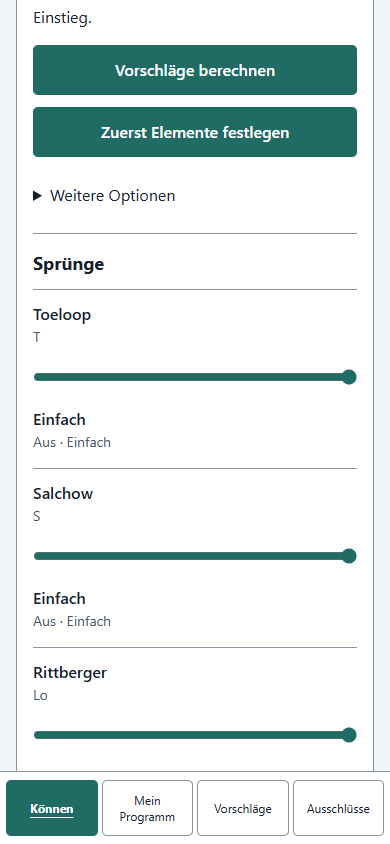 Einstieg.
Vorschläge berechnen
Zuerst Elemente festlegen
Weitere Optionen
Sprünge
Toeloop
T
Einfach
Aus · Einfach
Salchow
S
Einfach
Aus · Einfach
Rittberger
Lo
Können
Mein
Programm
Vorschläge
Ausschlüsse